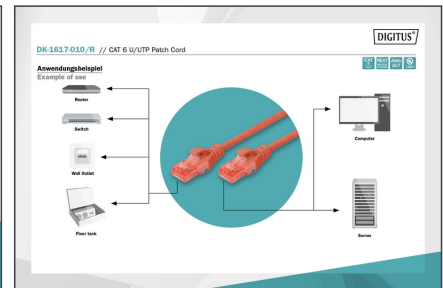 DIGITUS®
DK-1617-010/R // CAT 6 U/UTP Patch Cord
Anwendungsbeispiel
Example of use
Router
Switch
Wall Outlet
Floor tank
Computer
Server